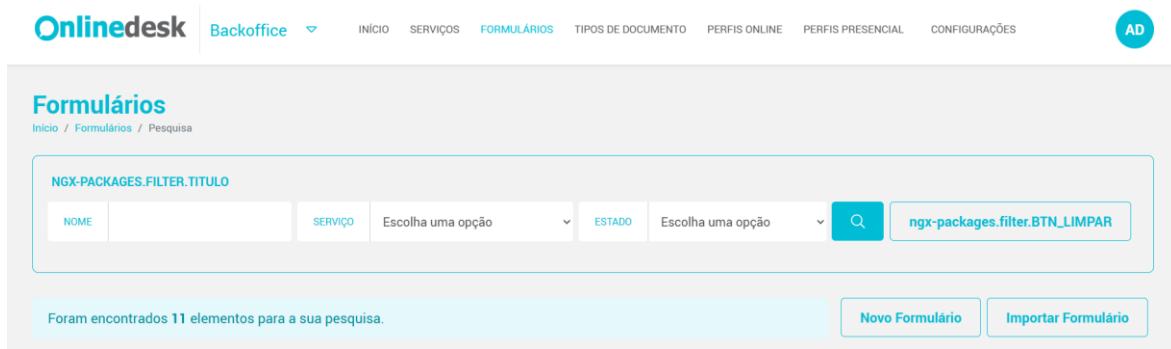 Onlinedesk Backoffice INÍCIO SERVIÇOS FORMULÁRIOS TIPOS DE DOCUMENTO PERFIS ONLINE PERFIS PRESENCIAL CONFIGURAÇÕES AD
Formulários
Início / Formulários / Pesquisa
NGX-PACKAGES.FILTER.TITULO
NOME SERVIÇO Escolha uma opção ESTADO Escolha uma opção ngx-packages.filter.BTN_LIMPAR
Foram encontrados 11 elementos para a sua pesquisa. Novo Formulário Importar Formulário